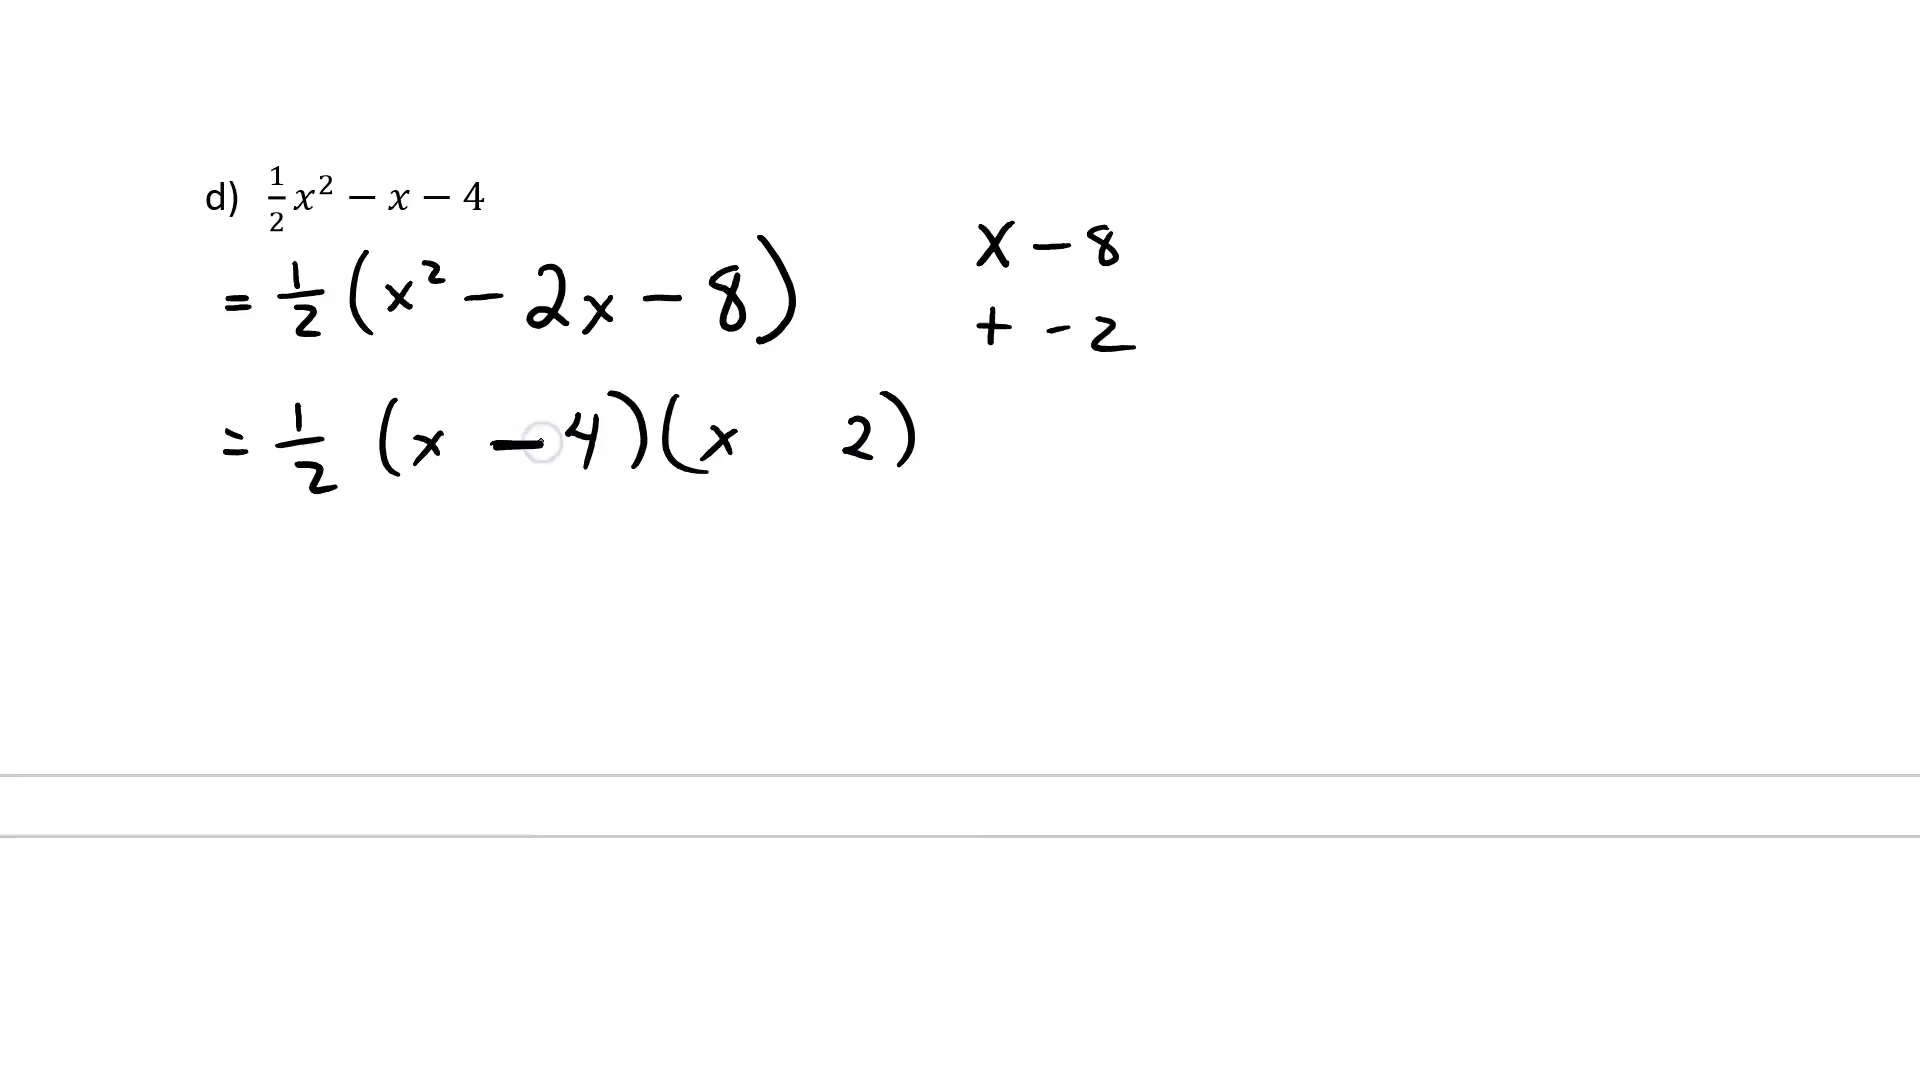 d) 1/2 x² − x − 4
= 1/2 (x² − 2x − 8)
x − 8
+ − 2
= 1/2 (x − 4)(x 2)